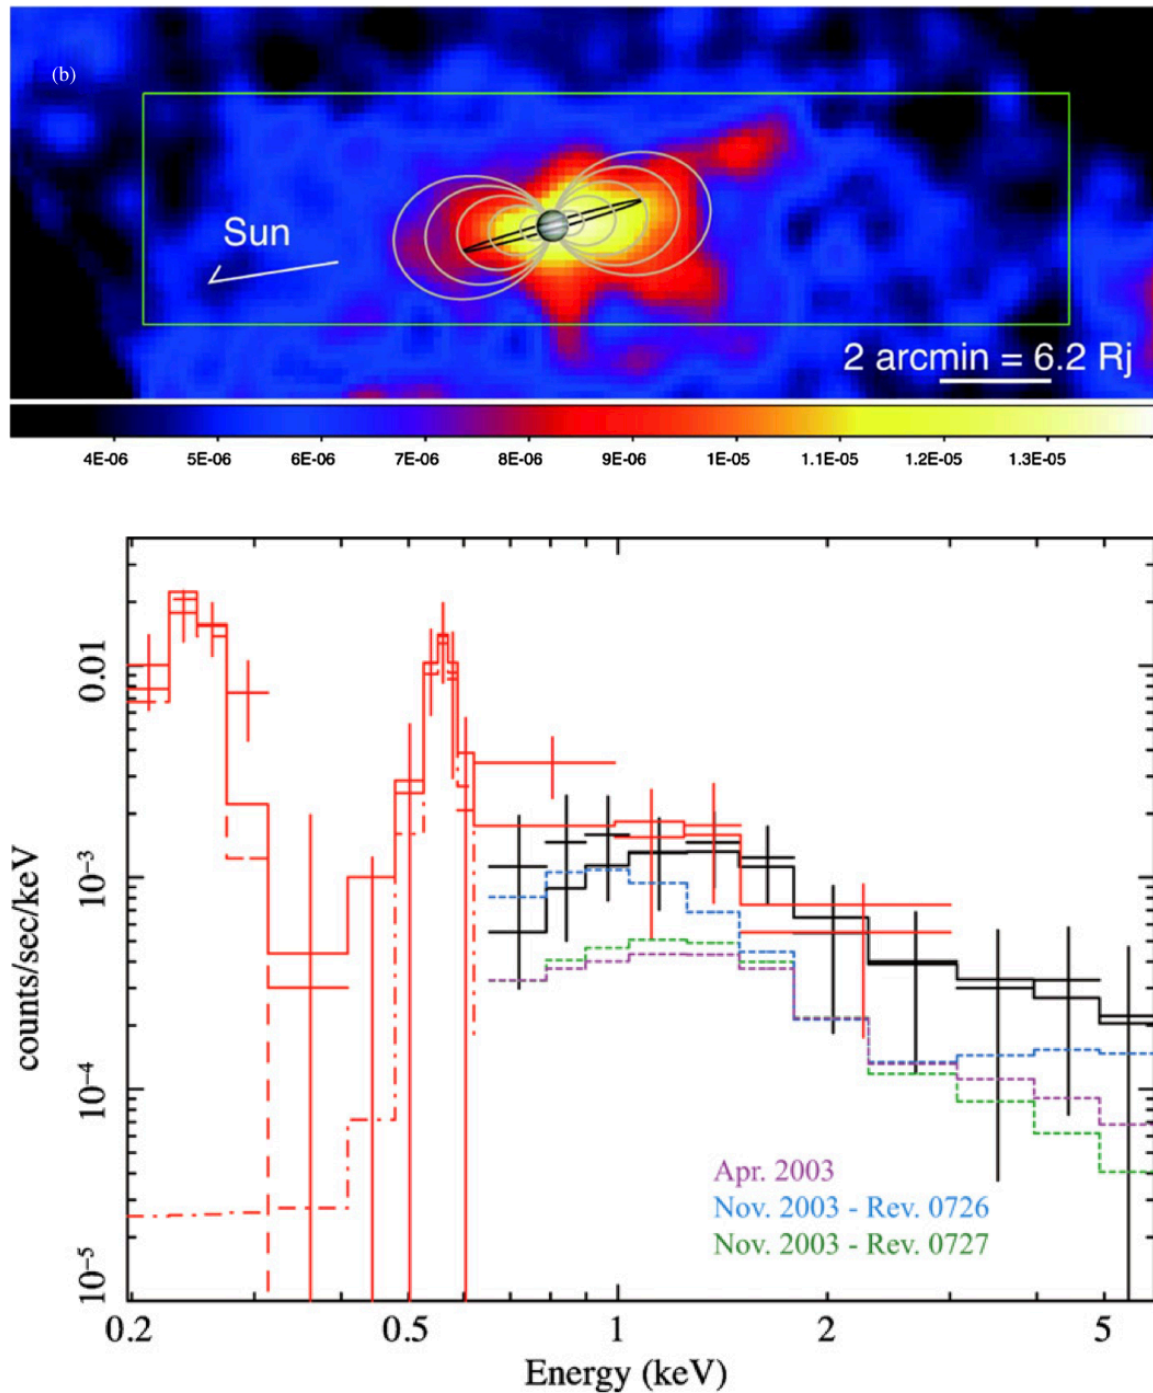 (b)
Sun
2 arcmin = 6.2 Rj
4E-06 5E-06 6E-06 7E-06 8E-06 9E-06 1E-05 1.1E-05 1.2E-05 1.3E-05
counts/sec/keV
0.01
10⁻³
10⁻⁴
10⁻⁵
Apr. 2003
Nov. 2003 - Rev. 0726
Nov. 2003 - Rev. 0727
0.2 0.5 1 2 5
Energy (keV)